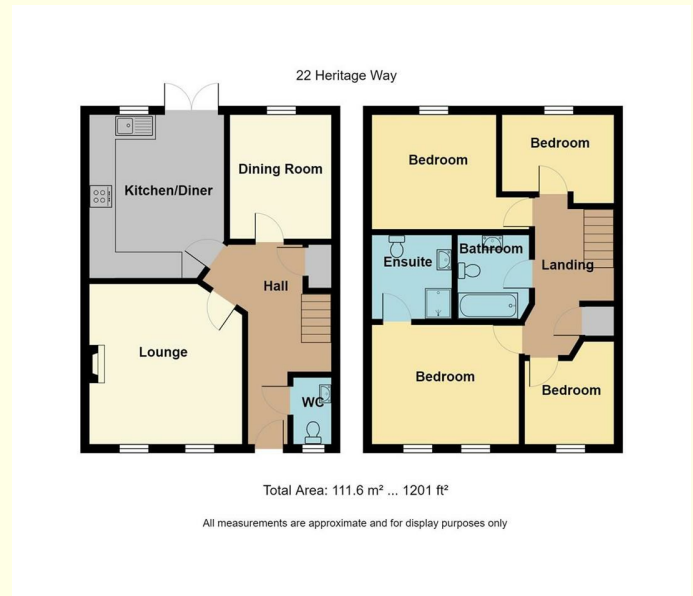 22 Heritage Way
Kitchen/Diner
Dining Room
Hall
Lounge
WC
Bedroom
Bedroom
Ensuite
Bathroom
Landing
Bedroom
Bedroom
Total Area: 111.6 m² ... 1201 ft²
All measurements are approximate and for display purposes only